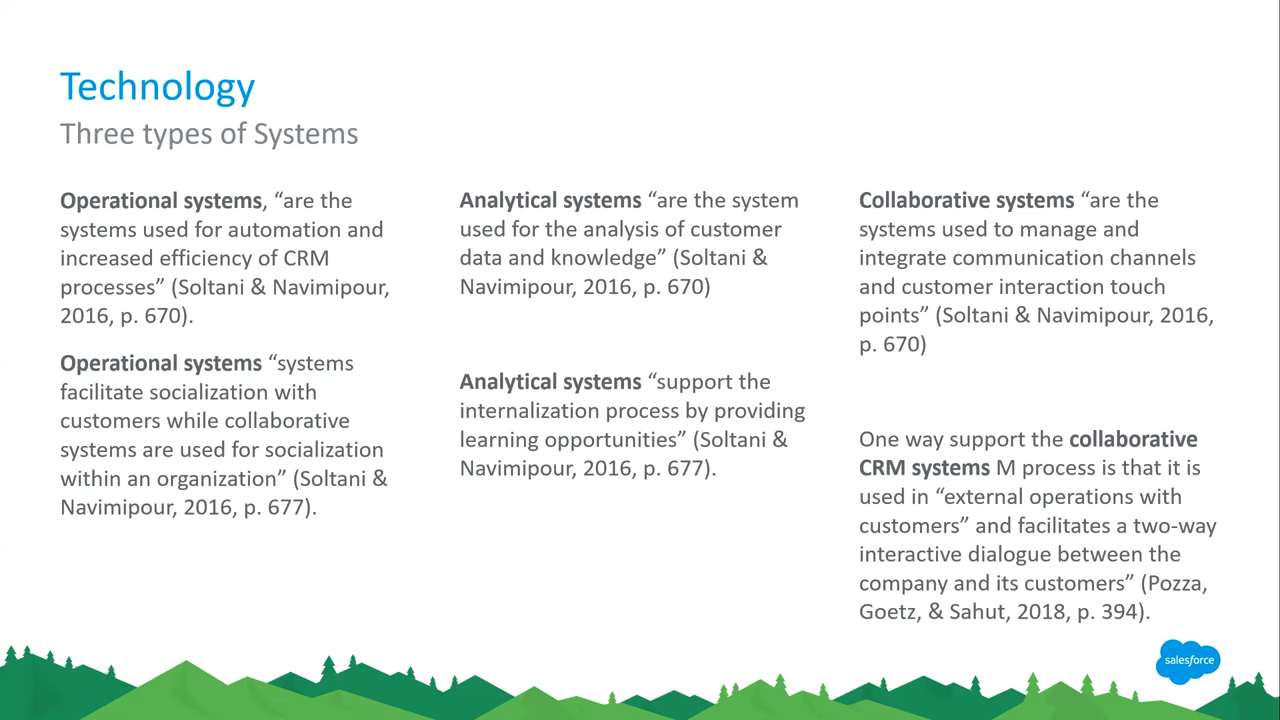 Technology
Three types of Systems
Operational systems, “are the
systems used for automation and
increased efficiency of CRM
processes” (Soltani & Navimipour,
2016, p. 670).
Operational systems “systems
facilitate socialization with
customers while collaborative
systems are used for socialization
within an organization” (Soltani &
Navimipour, 2016, p. 677).
Analytical systems “are the system
used for the analysis of customer
data and knowledge” (Soltani &
Navimipour, 2016, p. 670)
Analytical systems “support the
internalization process by providing
learning opportunities” (Soltani &
Navimipour, 2016, p. 677).
Collaborative systems “are the
systems used to manage and
integrate communication channels
and customer interaction touch
points” (Soltani & Navimipour, 2016,
p. 670)
One way support the collaborative
CRM systems M process is that it is
used in “external operations with
customers” and facilitates a two-way
interactive dialogue between the
company and its customers” (Pozza,
Goetz, & Sahut, 2018, p. 394).
salesforce